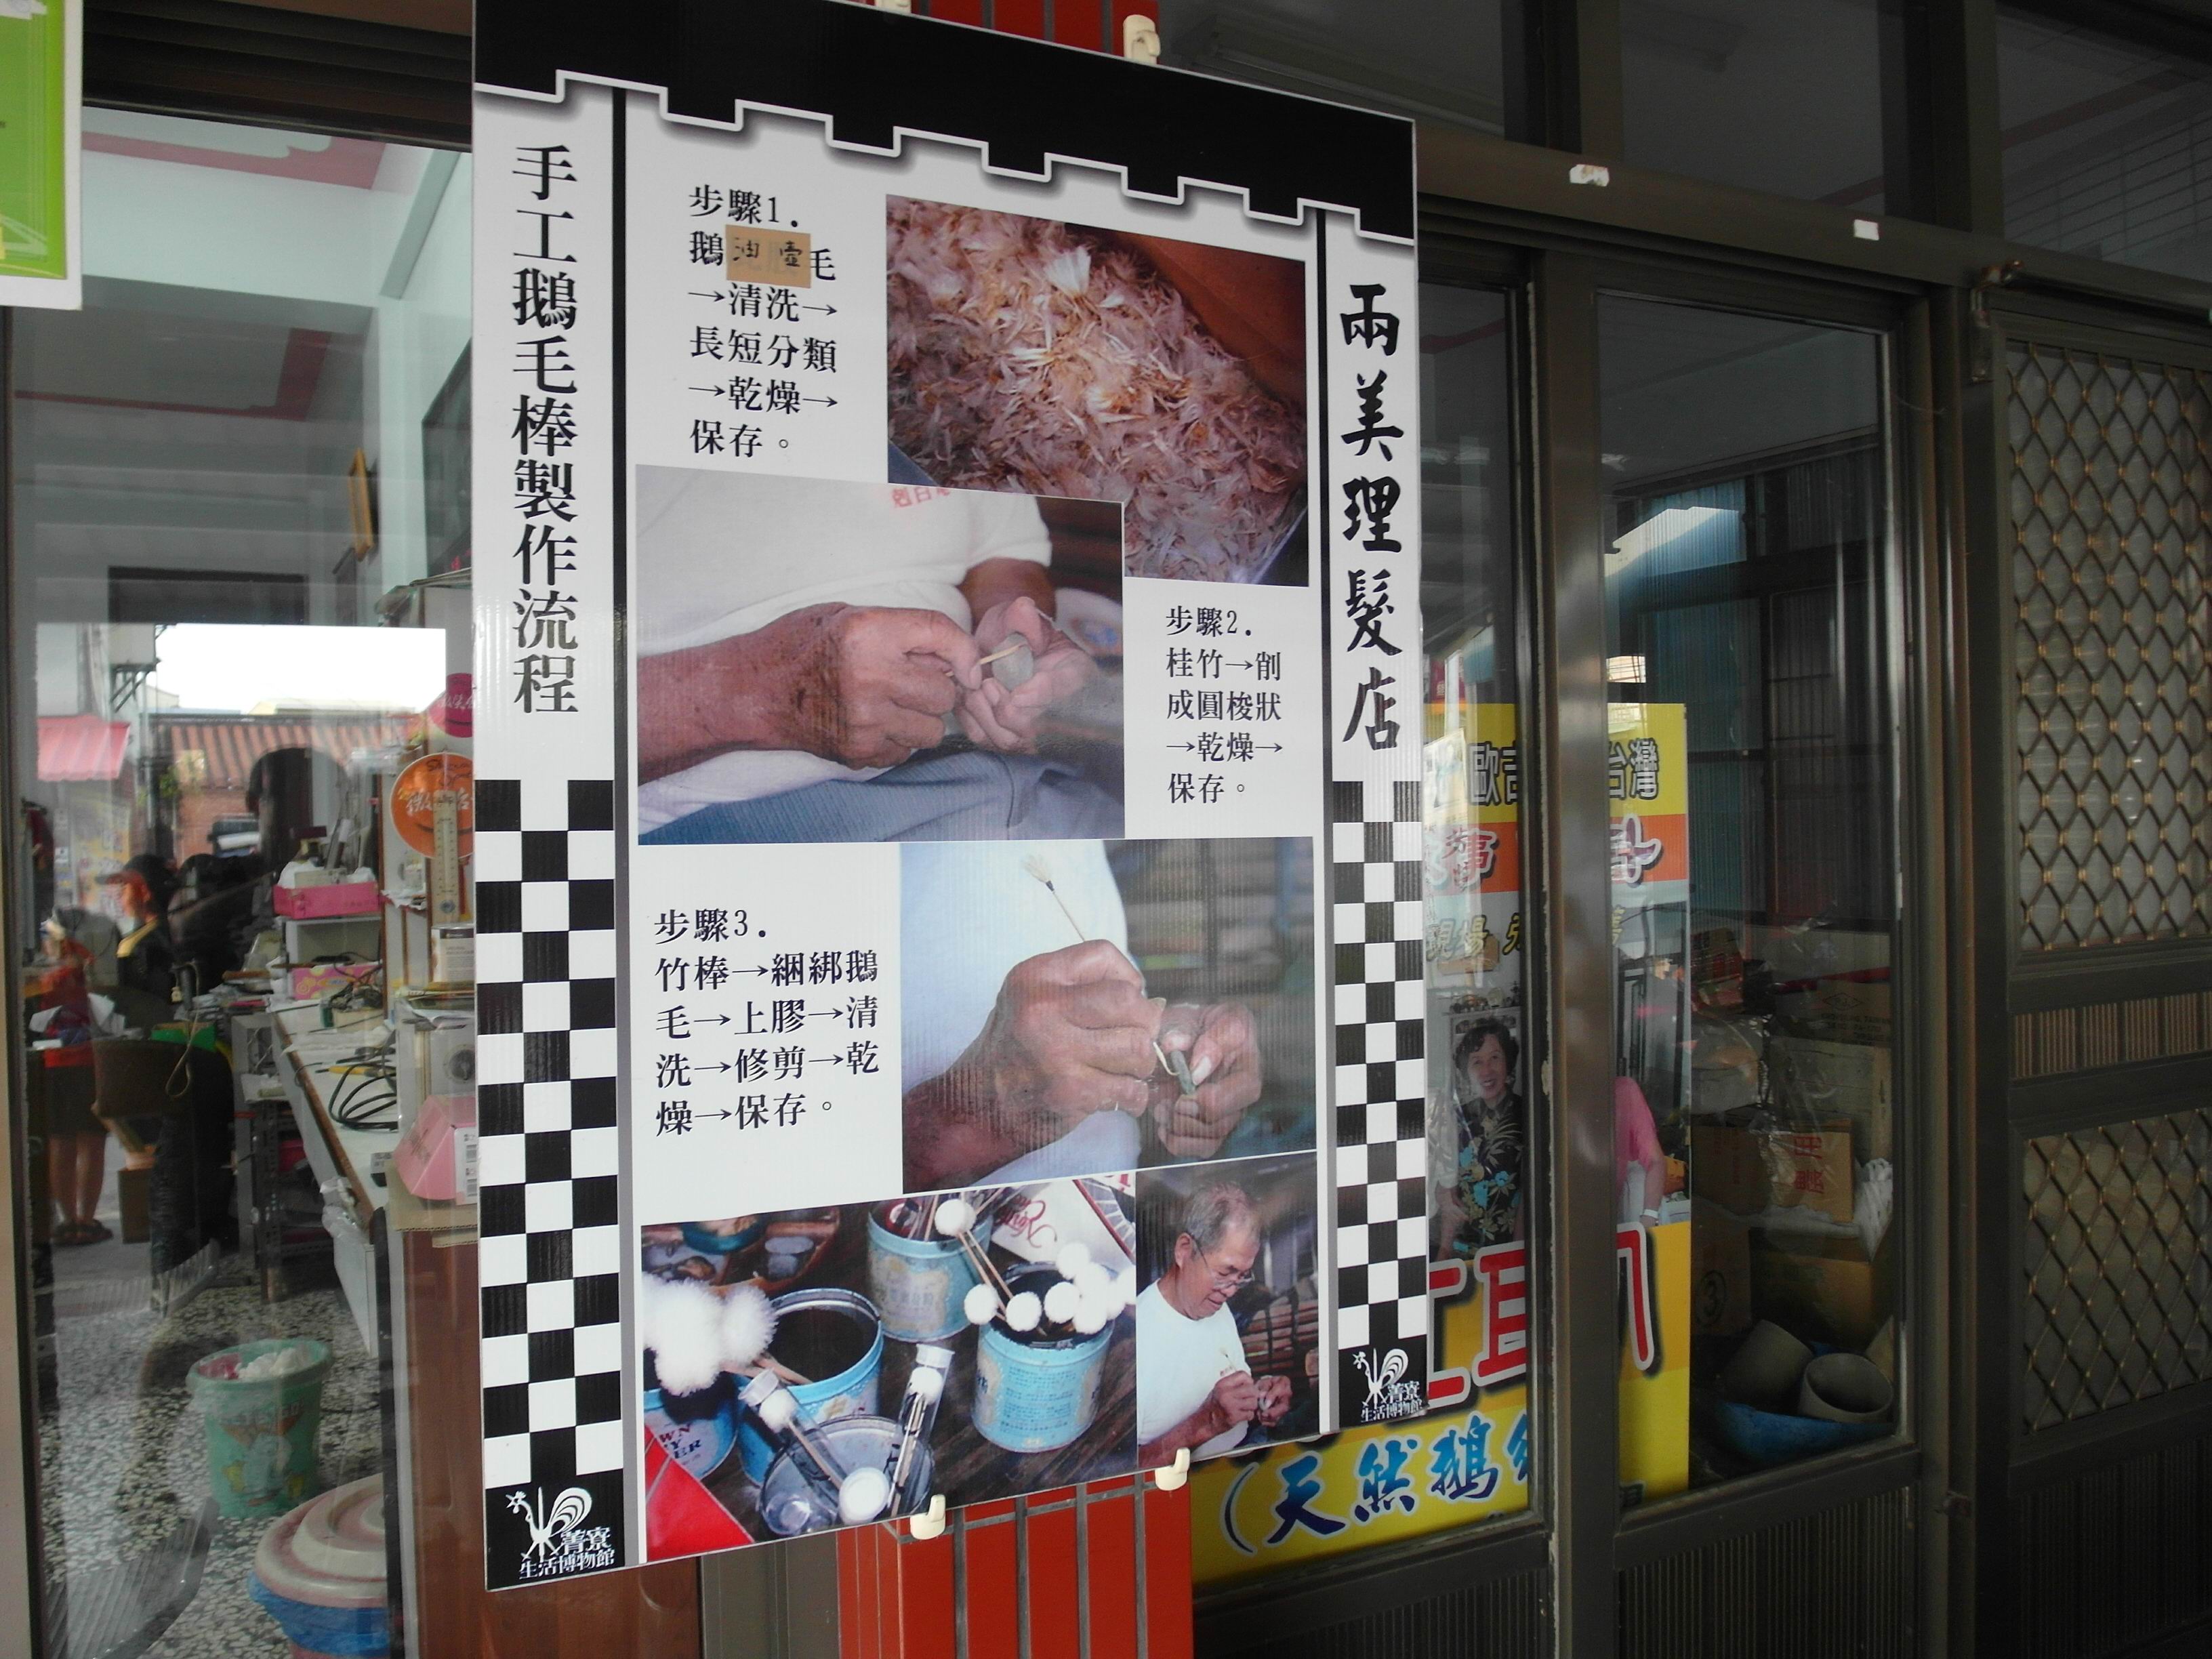 手工鵝毛棒製作流程
步驟1.
鵝油壺毛
→清洗→
長短分類
→乾燥→
保存。
步驟2.
桂竹→削
成圓梭狀
→乾燥→
保存。
步驟3.
竹棒→綑綁鵝
毛→上膠→清
洗→修剪→乾
燥→保存。
兩美理髮店
菁寮
生活博物館
菁寮
生活博物館
台灣
現場
(天然鵝